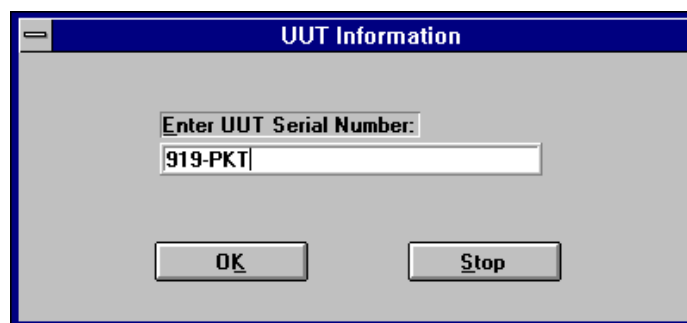 UUT Information
Enter UUT Serial Number:
919-PKT
OK Stop